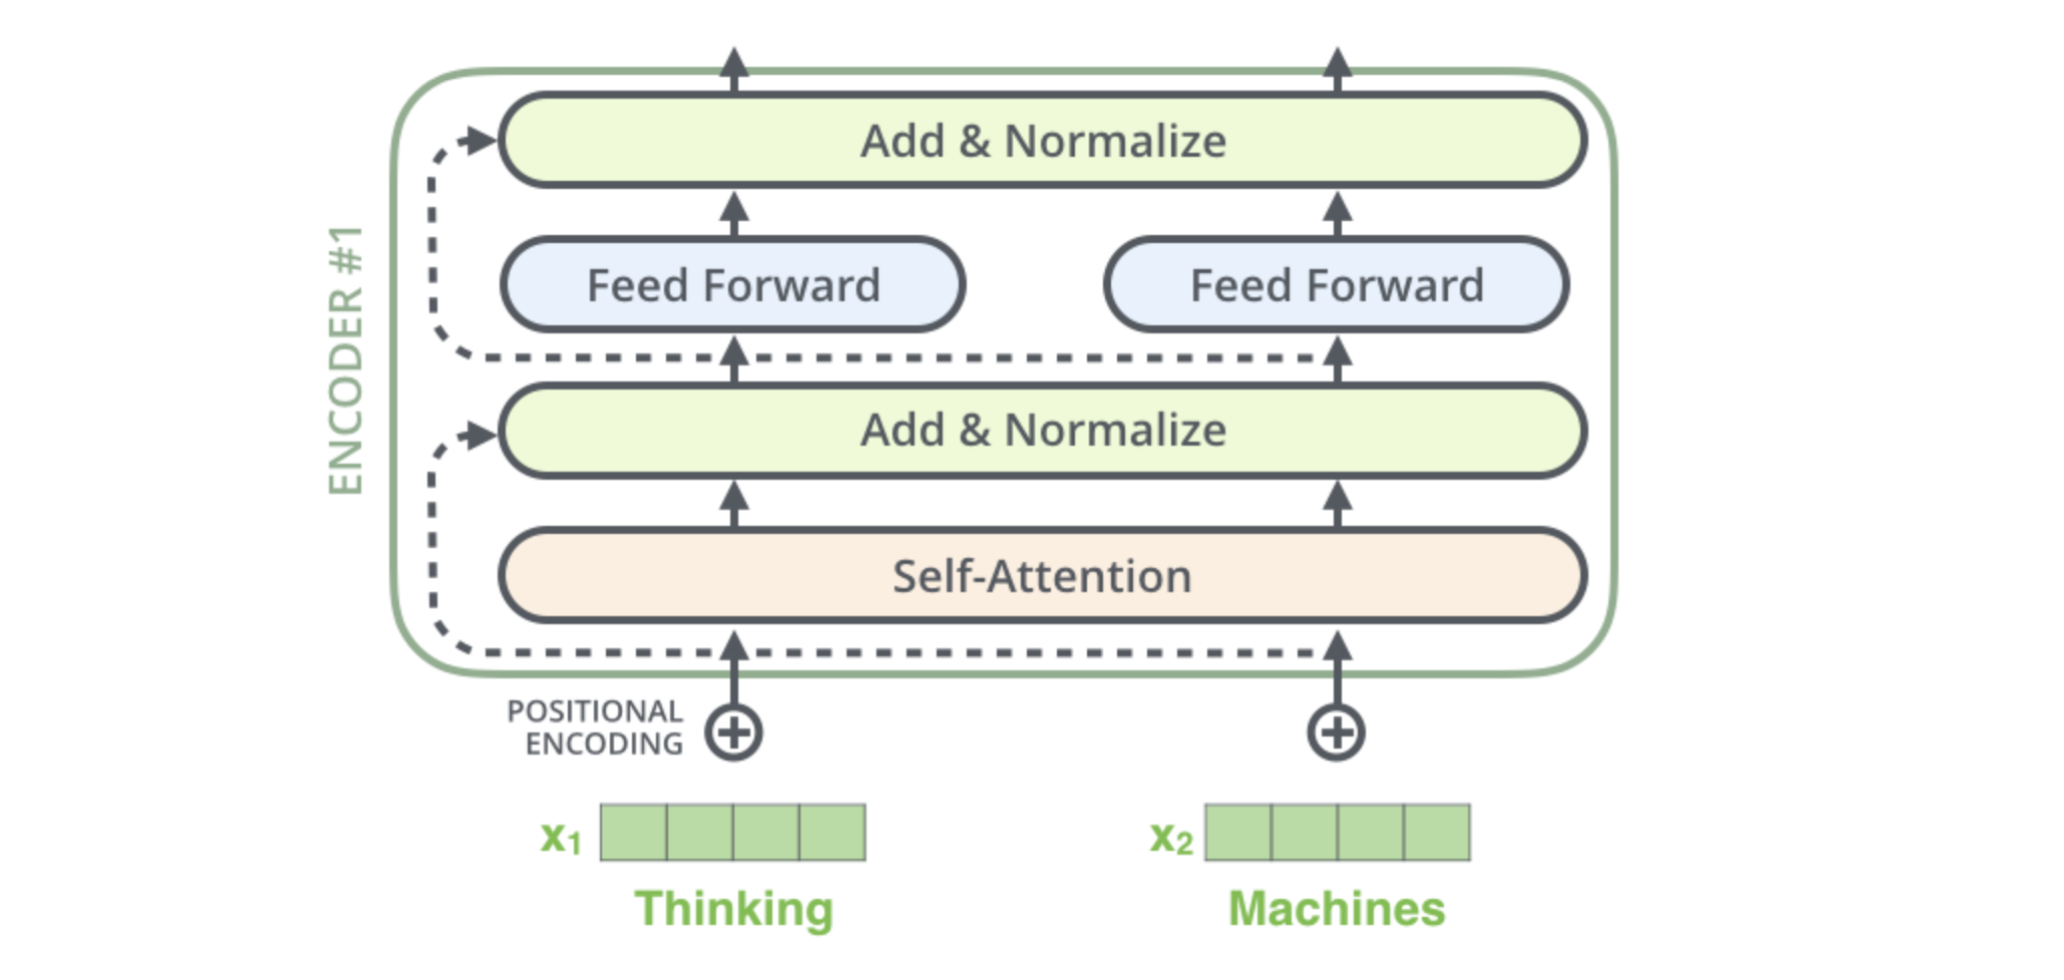 ENCODER #1
Add & Normalize
Feed Forward
Feed Forward
Add & Normalize
Self-Attention
POSITIONAL
ENCODING
x₁
x₂
Thinking
Machines